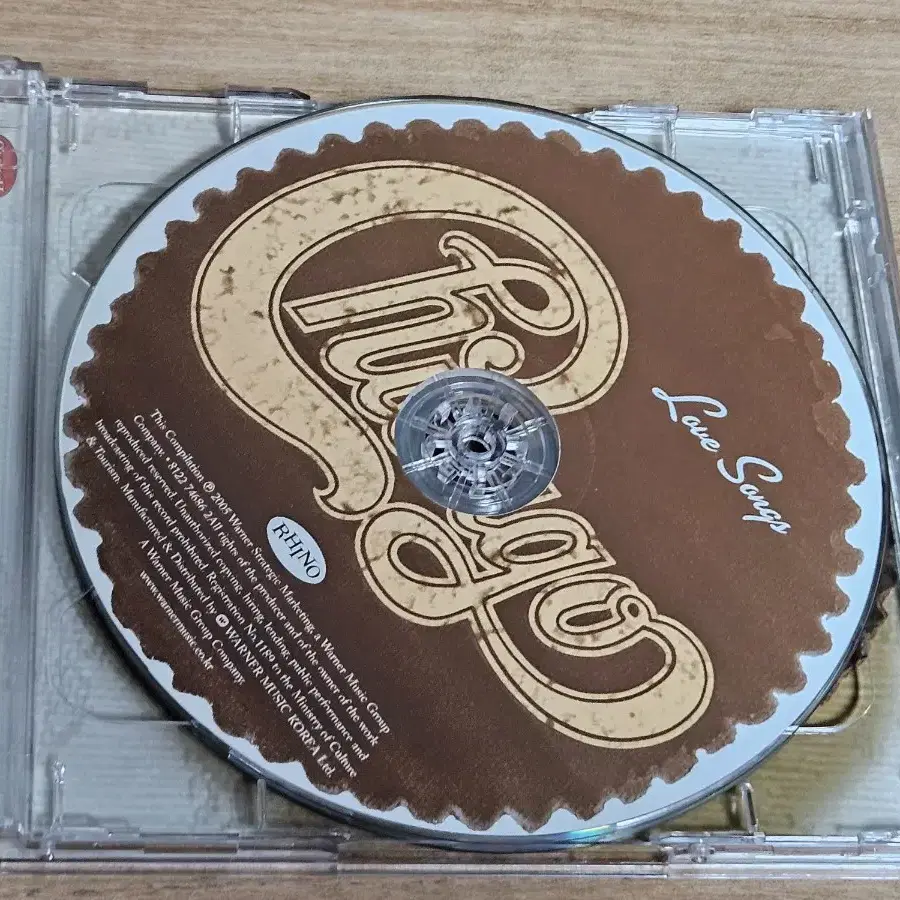 Chicago
Love Songs
RHINO
This Compilation ℗ 2005 Warner Strategic Marketing, a Warner Music Group
Company. • 8122 74686 2All rights of the producer and of the owner of the work
reproduced reserved. Unauthorized copying, hiring, lending, public performance and
broadcasting of this record prohibited. Registration No.1189 to the Ministry of Culture
& Tourism. Manufactured & Distributed by WARNER MUSIC KOREA Ltd.
A Warner Music Group Company.
www.warnermusic.co.kr